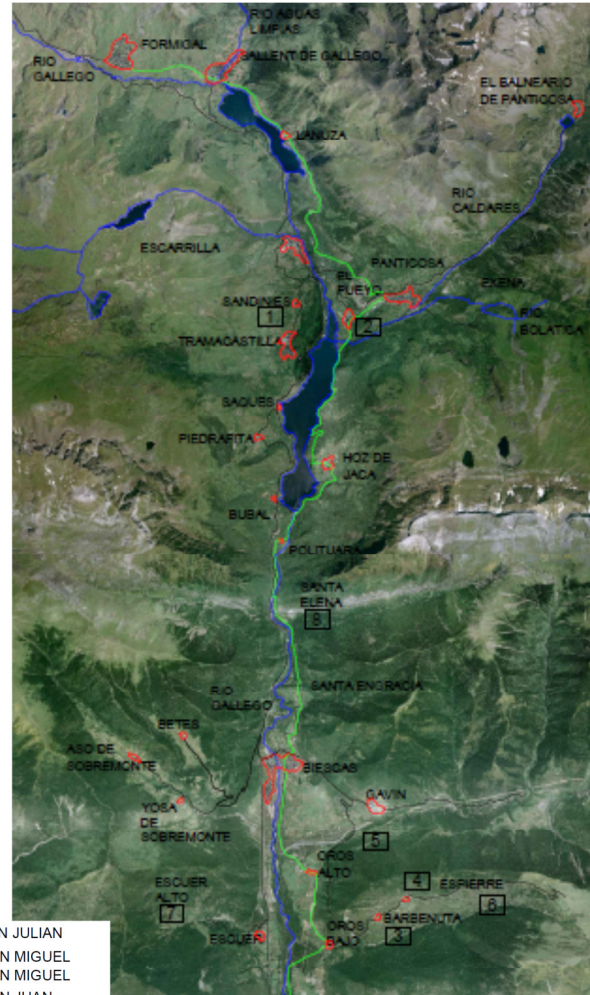 RIO AGUAS
LIMPIAS
FORMIGAL
SALLENT DE GALLEGO
RIO
GALLEGO
EL BALNEARIO
DE PANTICOSA
LANUZA
RIO
CALDARES
ESCARRILLA
PANTICOSA
EL
PUEYO
EXENA
SANDINIES
1
2
RIO
BOLATICA
TRAMACASTILLA
SAQUES
PIEDRAFITA
HOZ DE
JACA
BUBAL
POLITUARA
SANTA
ELENA
8
SANTA ENGRACIA
RIO
GALLEGO
BETES
ASO DE
SOBREMONTE
BIESCAS
YOSA
DE
SOBREMONTE
GAVIN
5
OROS
ALTO
4
ESPIERRE
6
ESCUER
ALTO
7
BARBENUTA
3
OROS
BAJO
ESCUER
N JULIAN
N MIGUEL
N MIGUEL
N JUAN